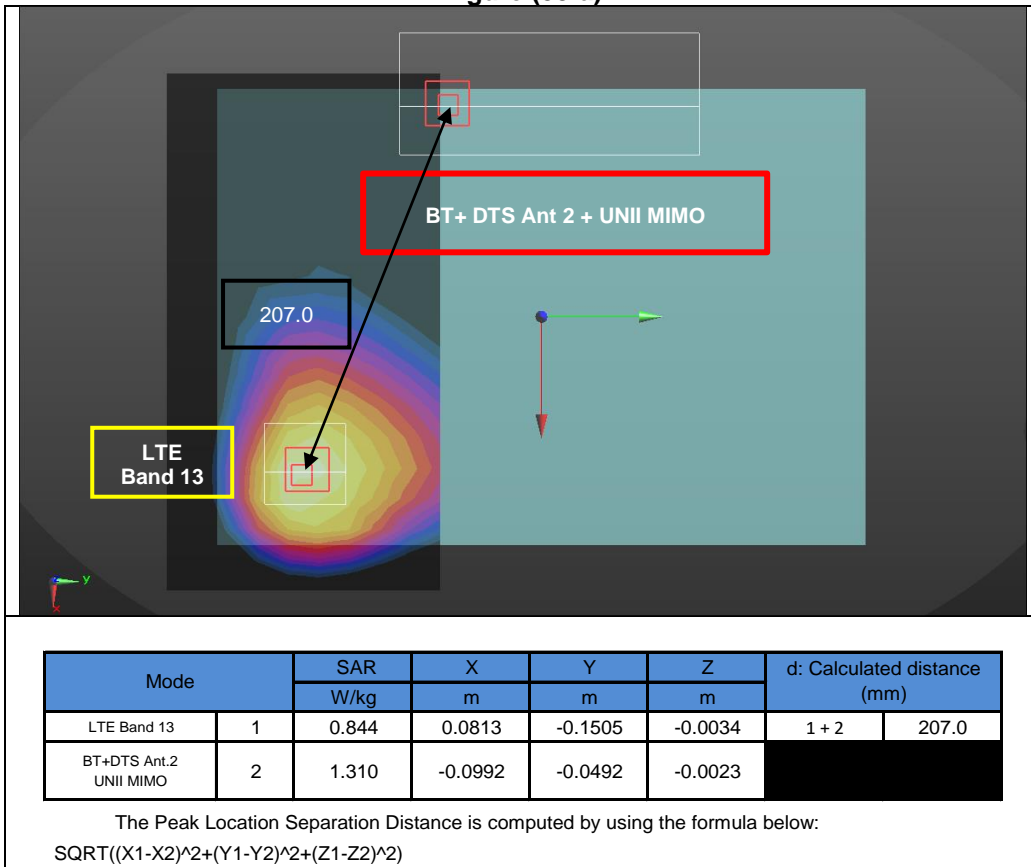 BT+ DTS Ant 2 + UNII MIMO
207.0
LTE
Band 13
y
x
Mode SAR X Y Z d: Calculated distance
W/kg m m m (mm)
LTE Band 13 1 0.844 0.0813 -0.1505 -0.0034 1 + 2 207.0
BT+DTS Ant.2
UNII MIMO 2 1.310 -0.0992 -0.0492 -0.0023
The Peak Location Separation Distance is computed by using the formula below:
SQRT((X1-X2)^2+(Y1-Y2)^2+(Z1-Z2)^2)